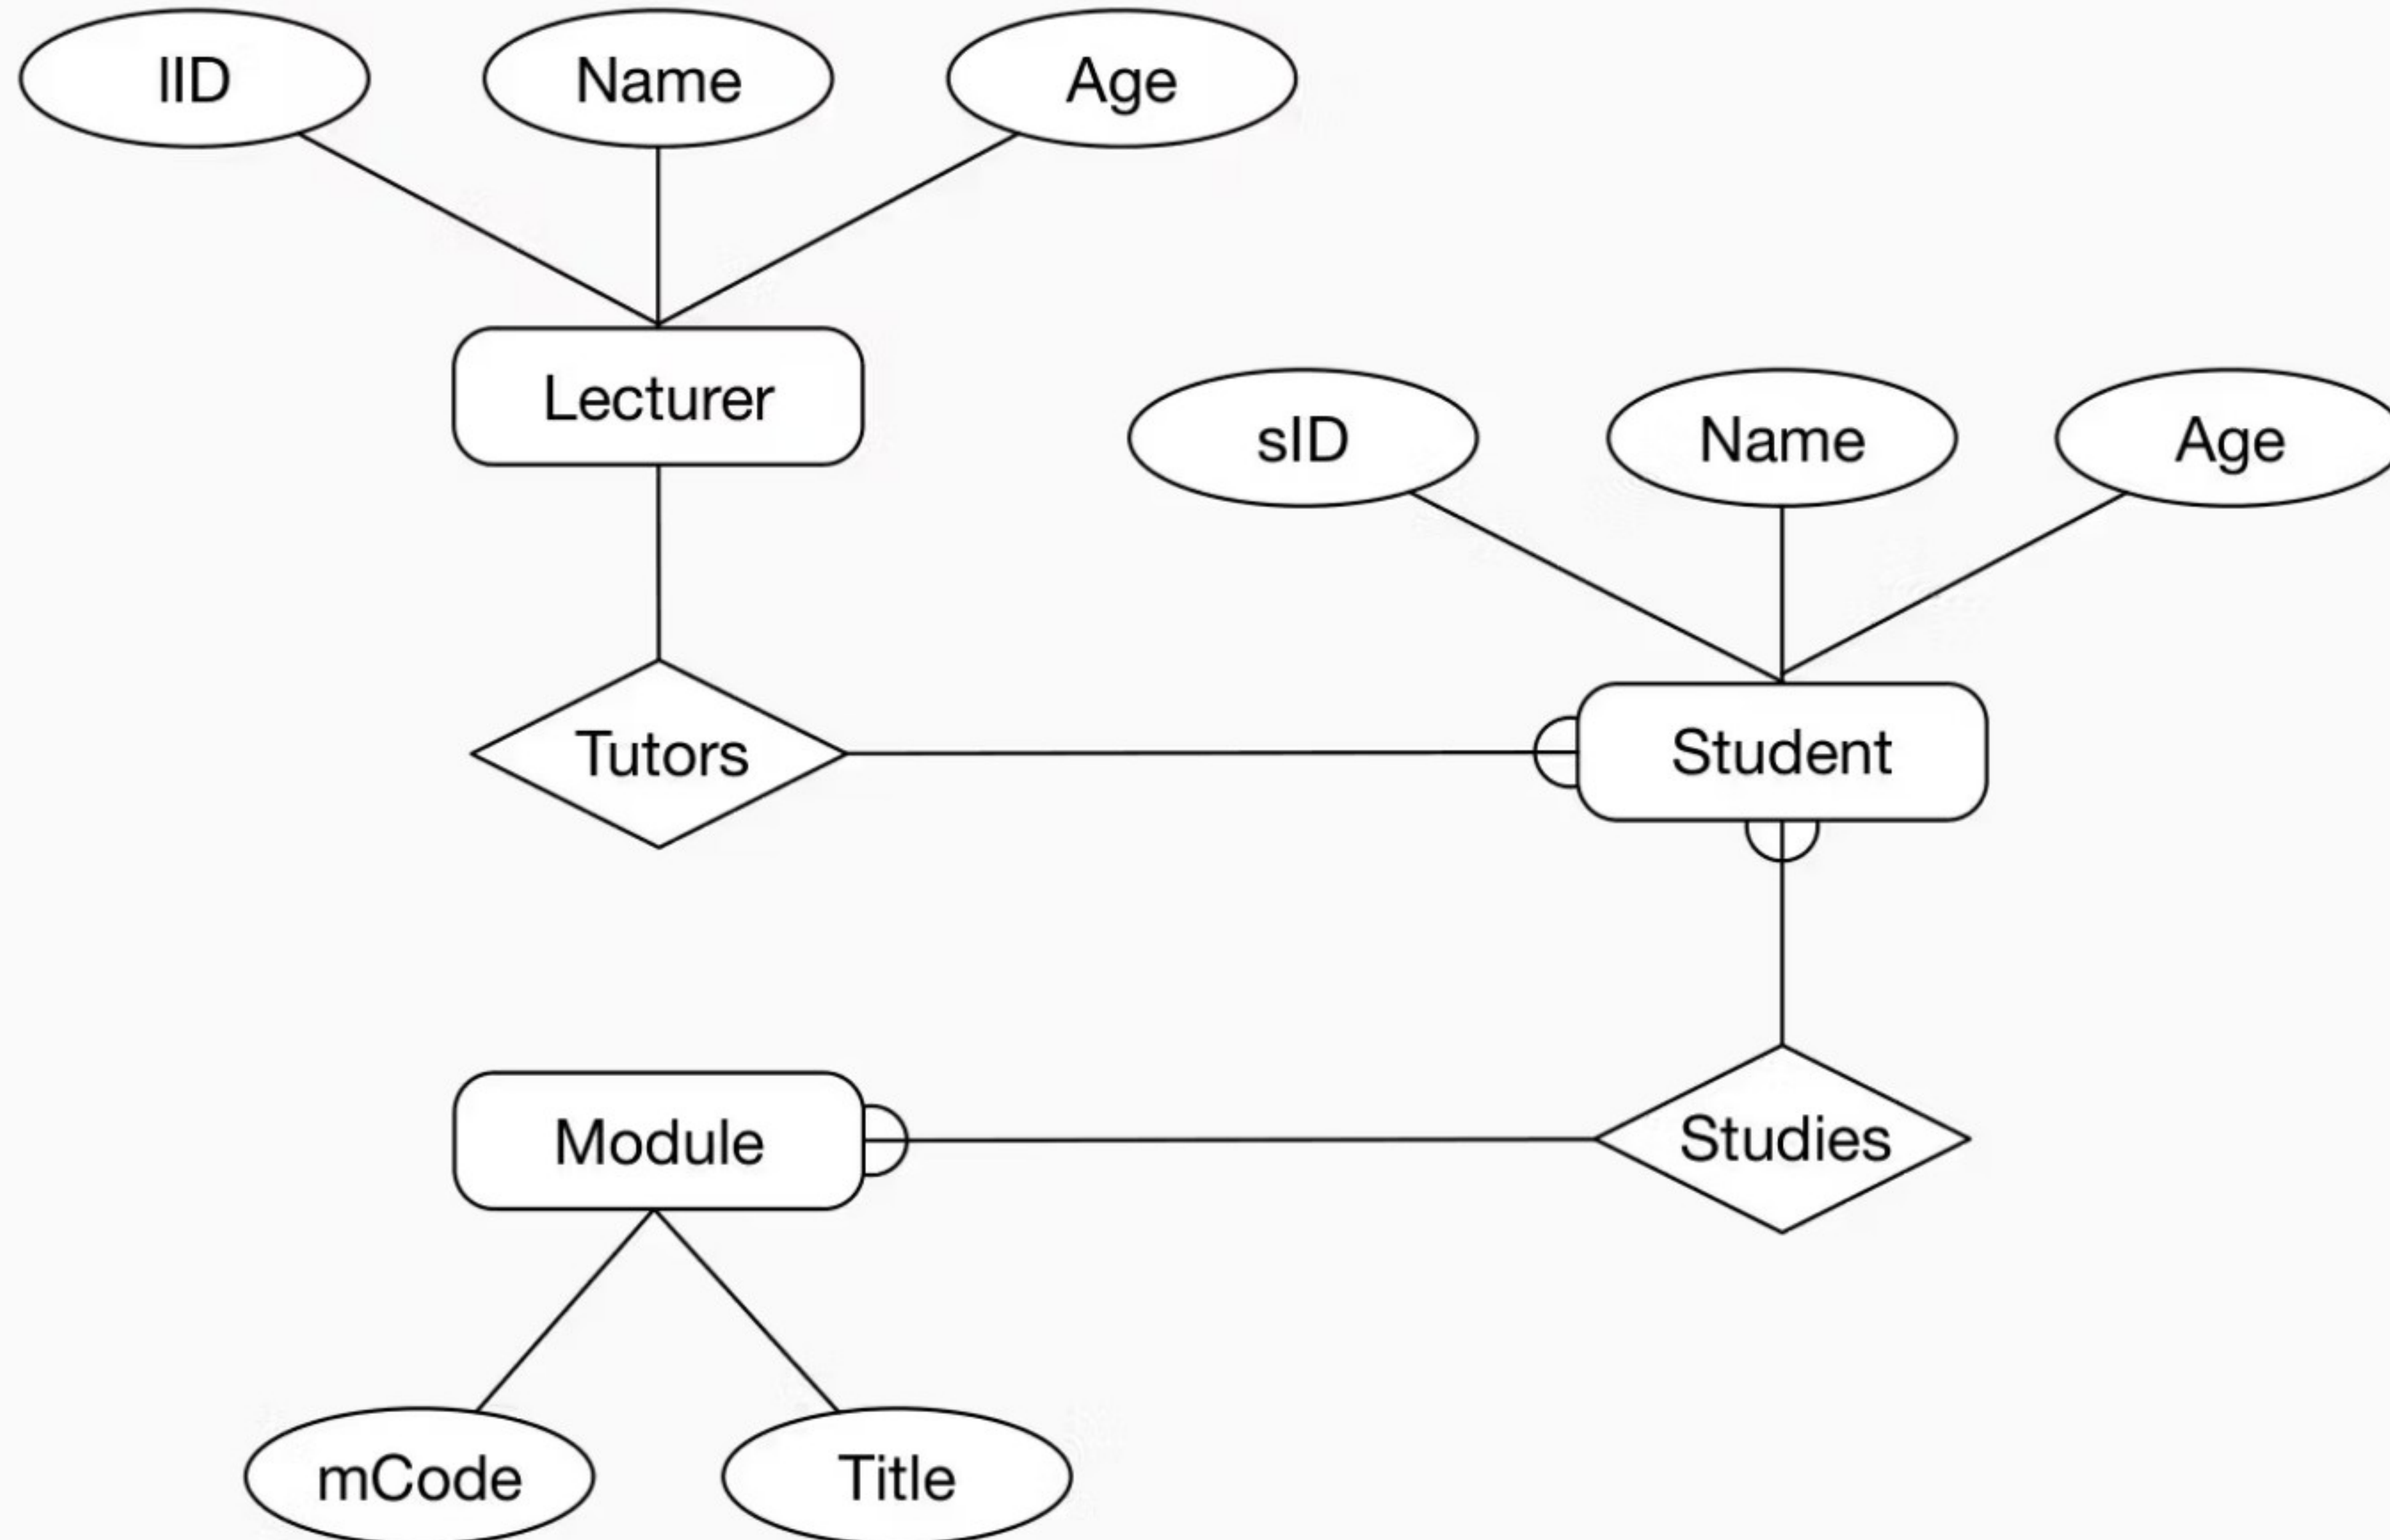 lID
Name
Age
Lecturer
sID
Name
Age
Tutors
Student
Module
Studies
mCode
Title